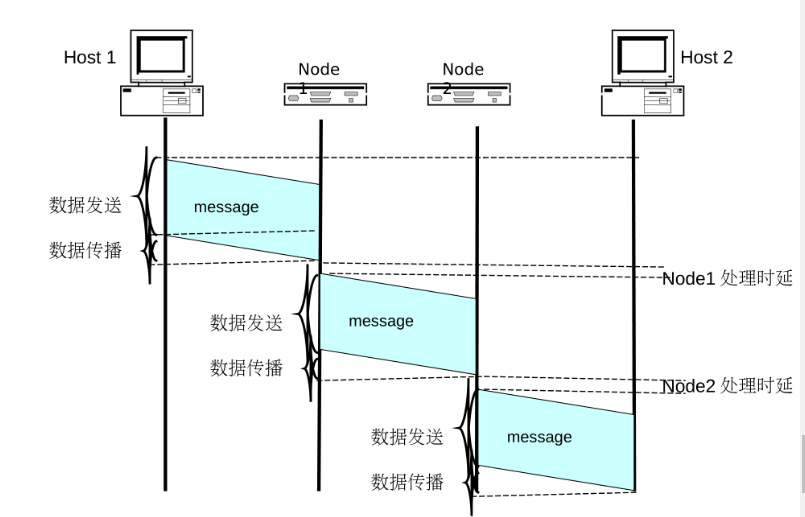 Host 1
Node
1
Node
2
Host 2
数据发送
message
数据传播
Node1 处理时延
数据发送
message
数据传播
Node2 处理时延
数据发送
message
数据传播